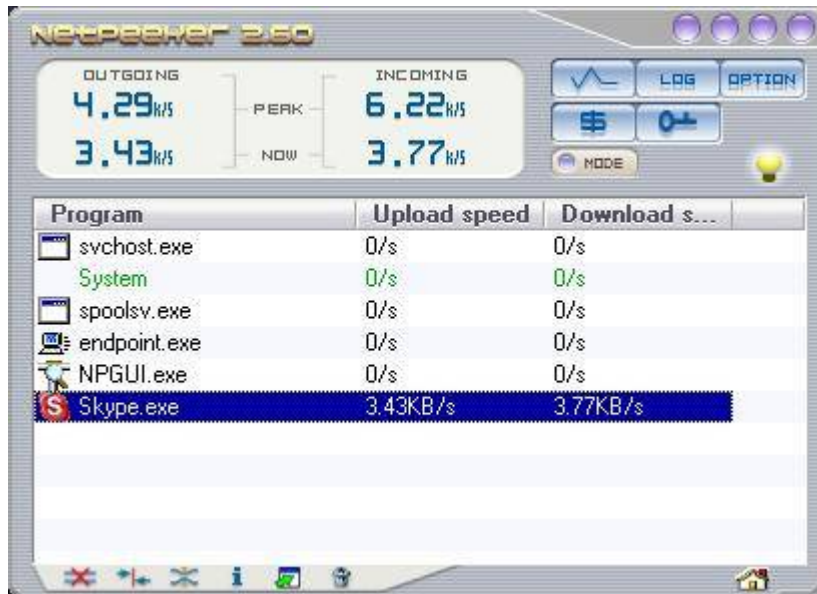 NetPeeker 2.60
OUTGOING INCOMING
4.29K/S PEAK 6.22K/S
3.43K/S NOW 3.77K/S
LOG OPTION
MODE
Program Upload speed Download s...
svchost.exe 0/s 0/s
System 0/s 0/s
spoolsv.exe 0/s 0/s
endpoint.exe 0/s 0/s
NPGUI.exe 0/s 0/s
Skype.exe 3.43KB/s 3.77KB/s